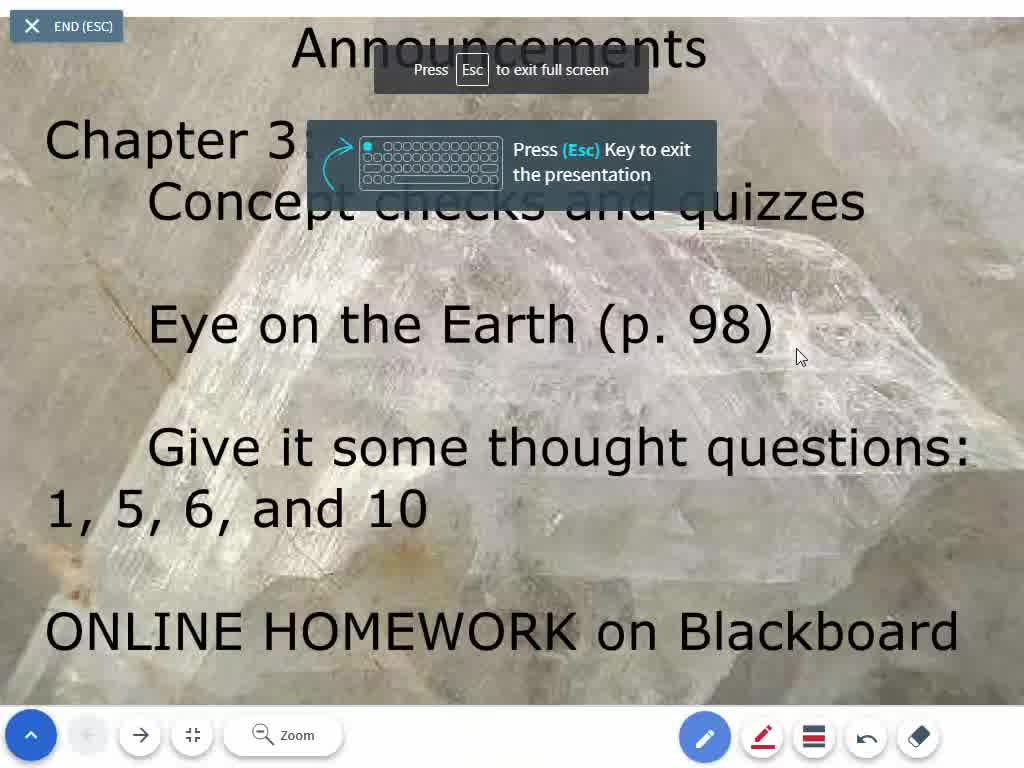 END (ESC)
Announcements
Press Esc to exit full screen
Chapter 3:
Press (Esc) Key to exit
the presentation
Concept checks and quizzes
Eye on the Earth (p. 98)
Give it some thought questions:
1, 5, 6, and 10
ONLINE HOMEWORK on Blackboard
Zoom